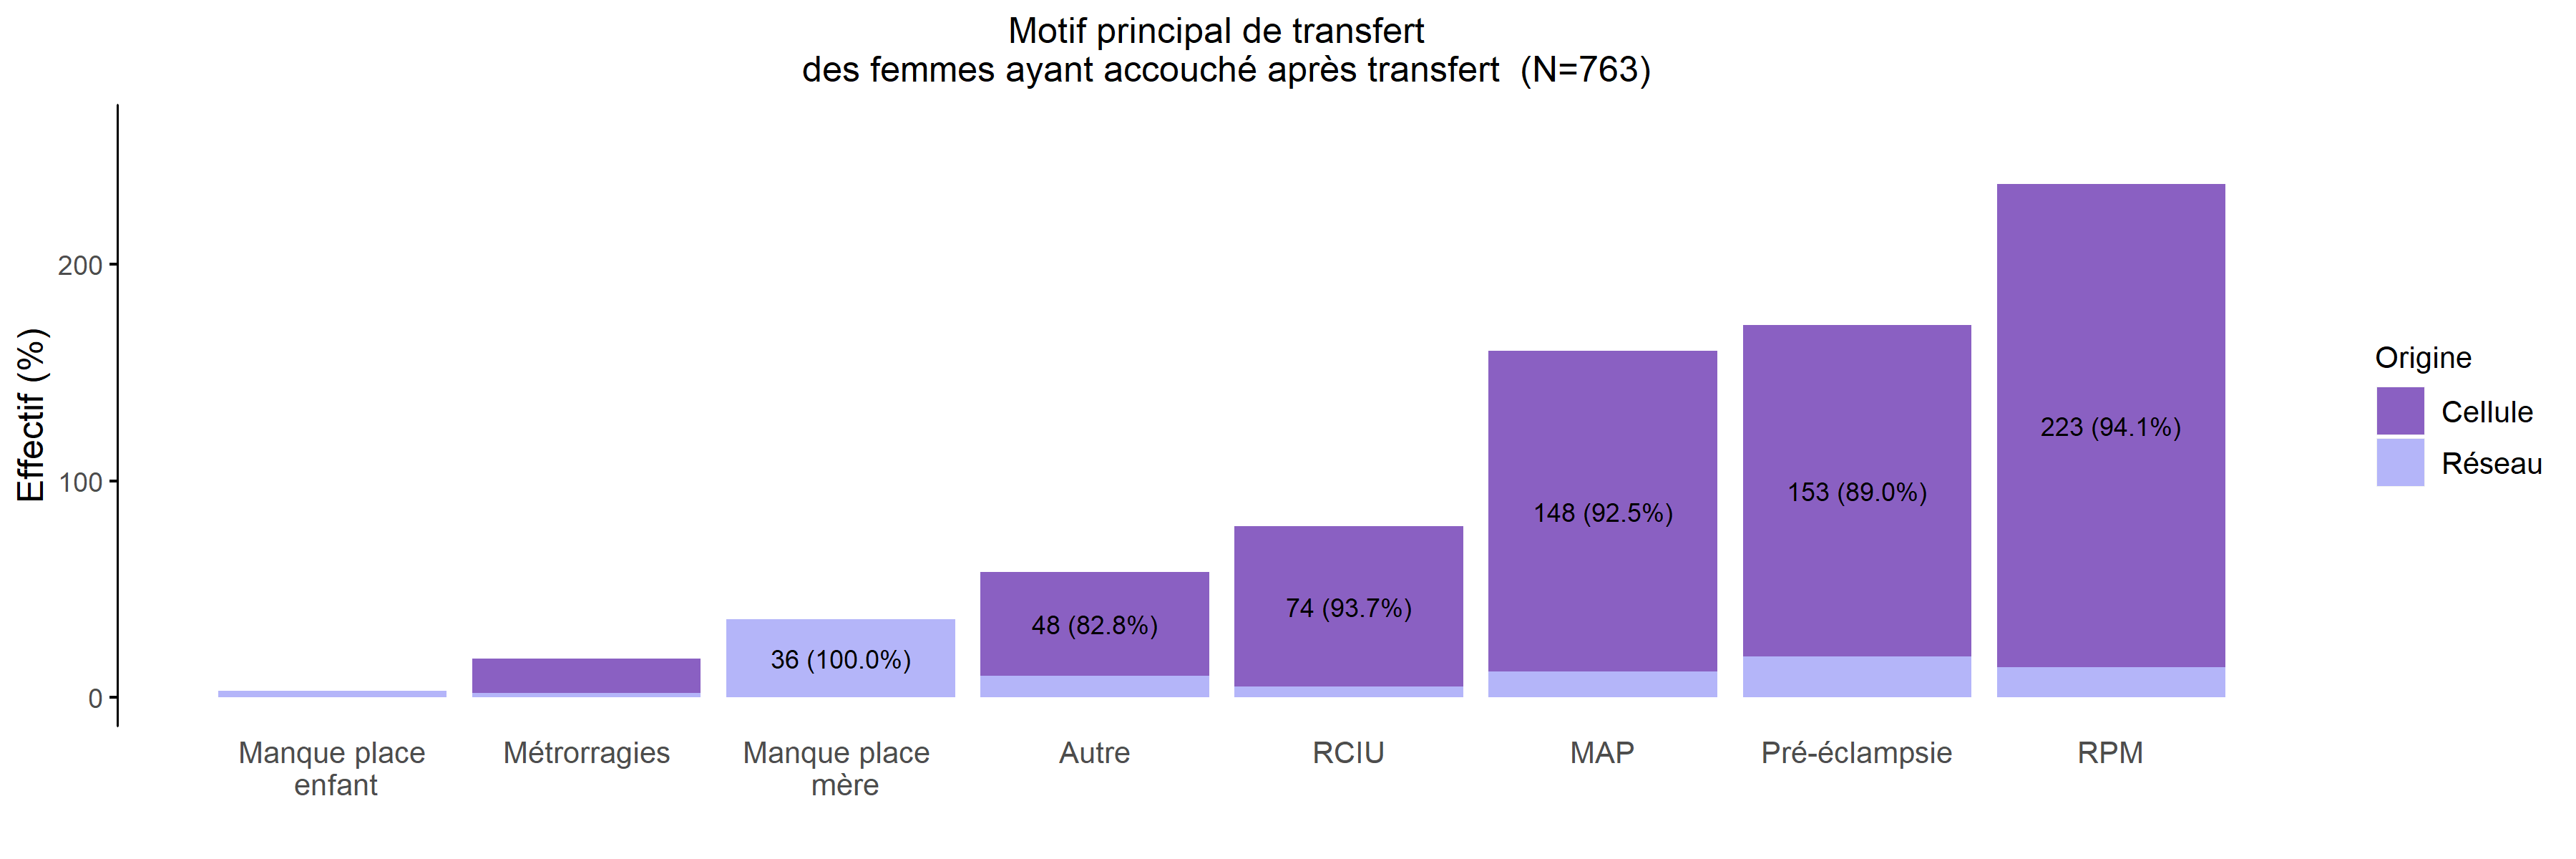 Motif principal de transfert
des femmes ayant accouché après transfert  (N=763)
Effectif (%)
200
100
0
223 (94.1%)
153 (89.0%)
148 (92.5%)
74 (93.7%)
48 (82.8%)
36 (100.0%)
Manque place
enfant
Métrorragies
Manque place
mère
Autre
RCIU
MAP
Pré-éclampsie
RPM
Origine
Cellule
Réseau